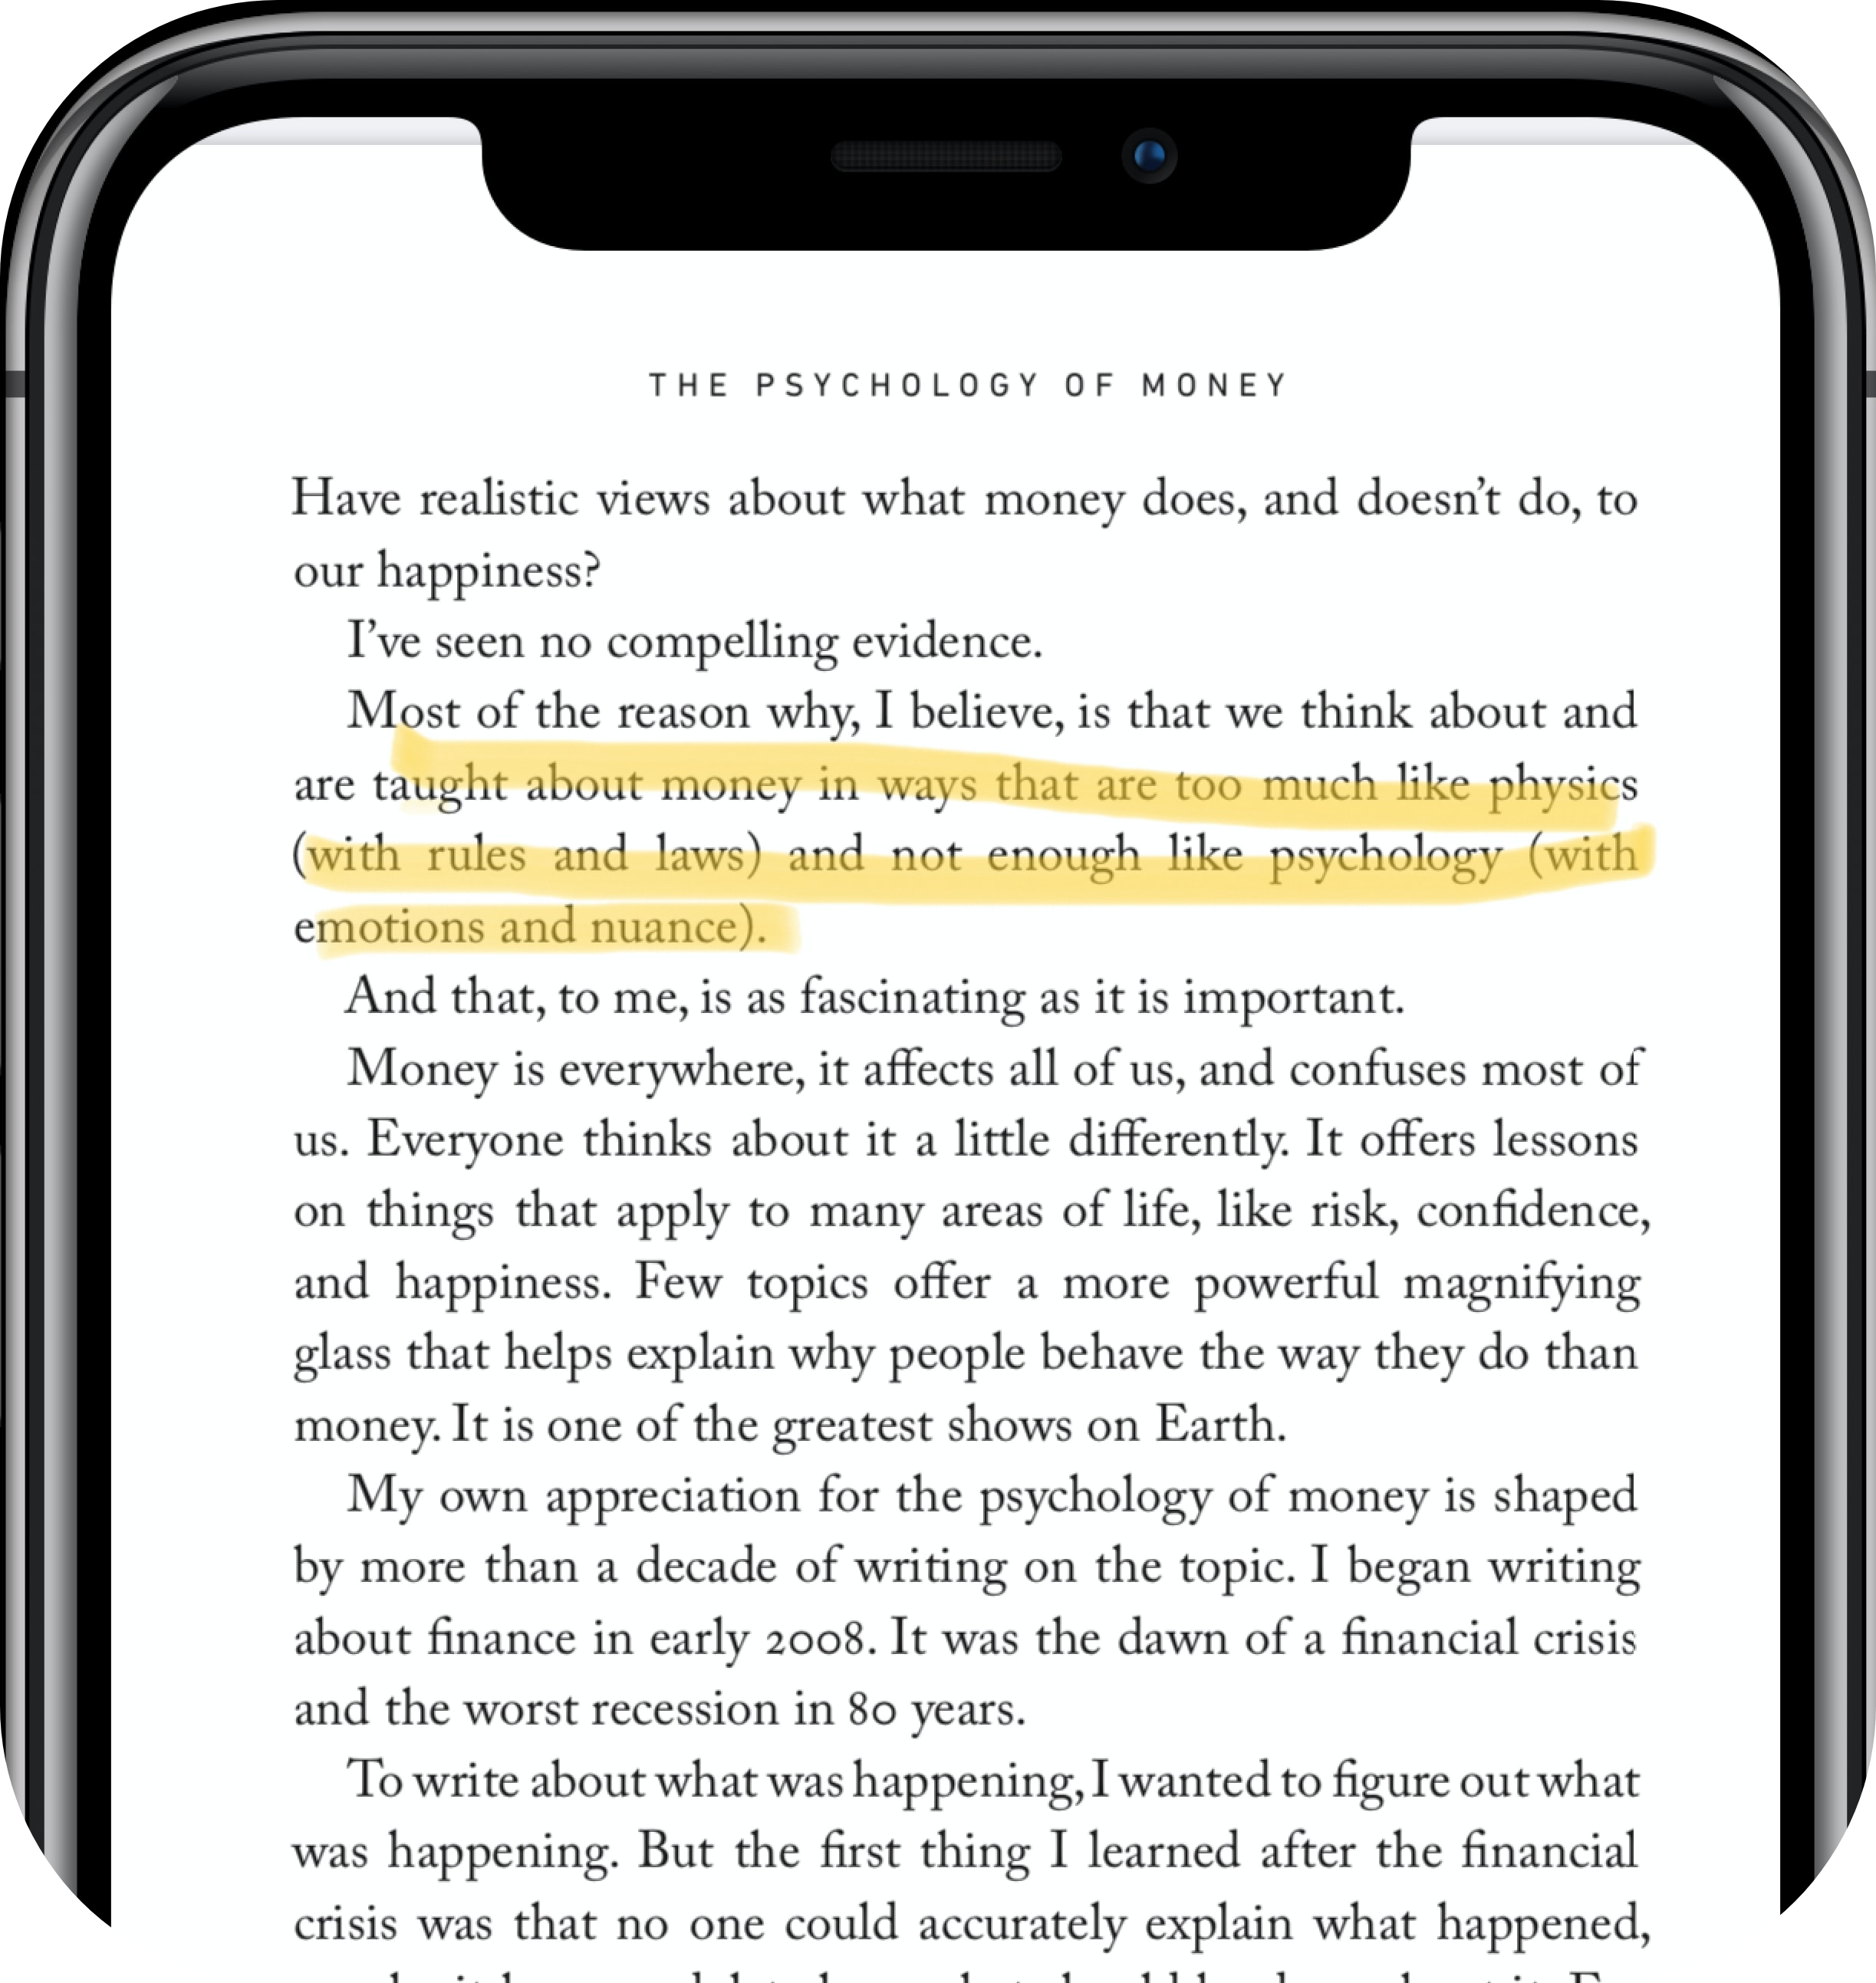 THE PSYCHOLOGY OF MONEY
Have realistic views about what money does, and doesn’t do, to
our happiness?
I’ve seen no compelling evidence.
Most of the reason why, I believe, is that we think about and
are taught about money in ways that are too much like physics
(with rules and laws) and not enough like psychology (with
emotions and nuance).
And that, to me, is as fascinating as it is important.
Money is everywhere, it affects all of us, and confuses most of
us. Everyone thinks about it a little differently. It offers lessons
on things that apply to many areas of life, like risk, confidence,
and happiness. Few topics offer a more powerful magnifying
glass that helps explain why people behave the way they do than
money. It is one of the greatest shows on Earth.
My own appreciation for the psychology of money is shaped
by more than a decade of writing on the topic. I began writing
about finance in early 2008. It was the dawn of a financial crisis
and the worst recession in 80 years.
To write about what was happening, I wanted to figure out what
was happening. But the first thing I learned after the financial
crisis was that no one could accurately explain what happened,